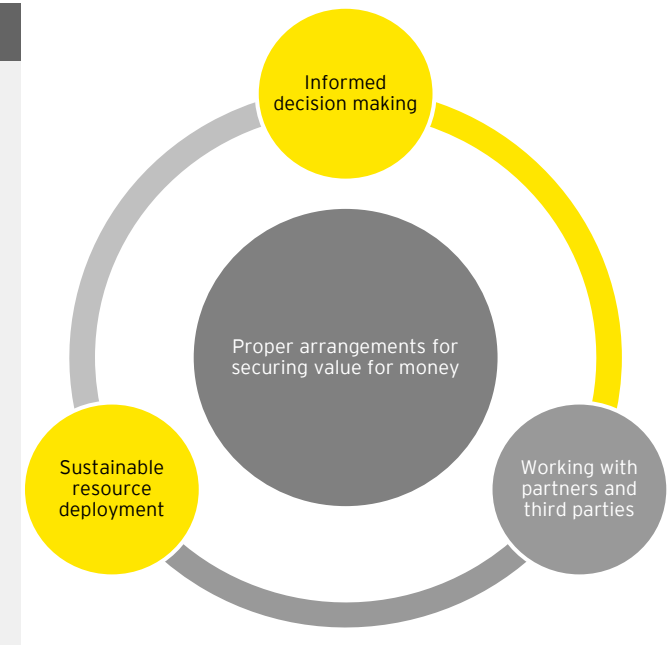 Informed
decision making
Proper arrangements for
securing value for money
Sustainable
resource
deployment
Working with
partners and
third parties